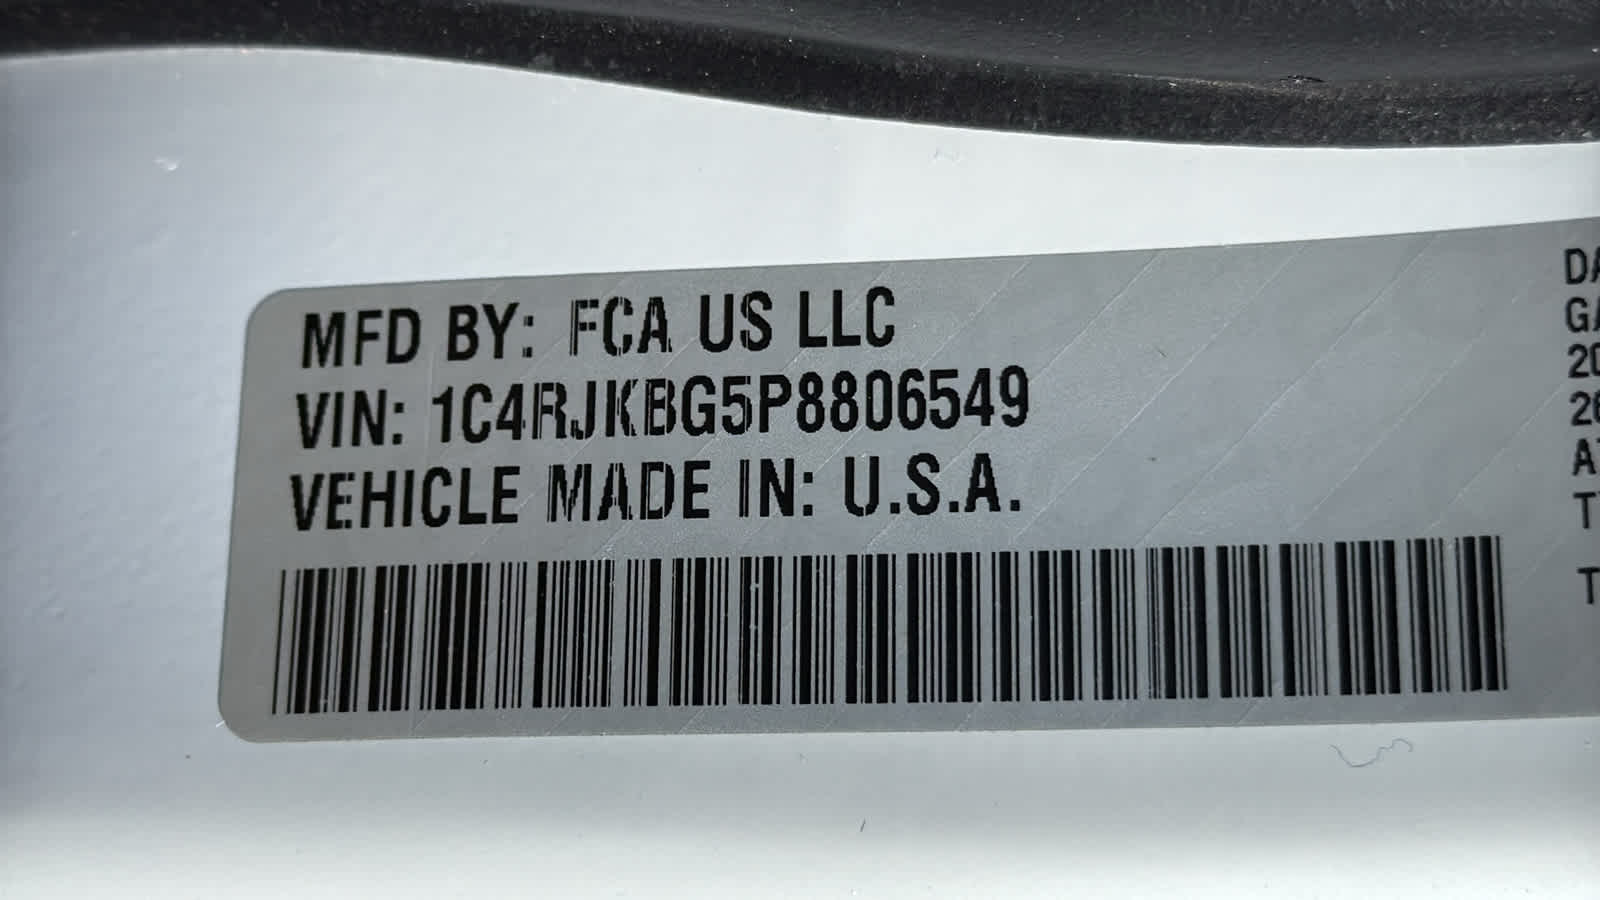 MFD BY: FCA US LLC
VIN: 1C4RJKBG5P8806549
VEHICLE MADE IN: U.S.A.